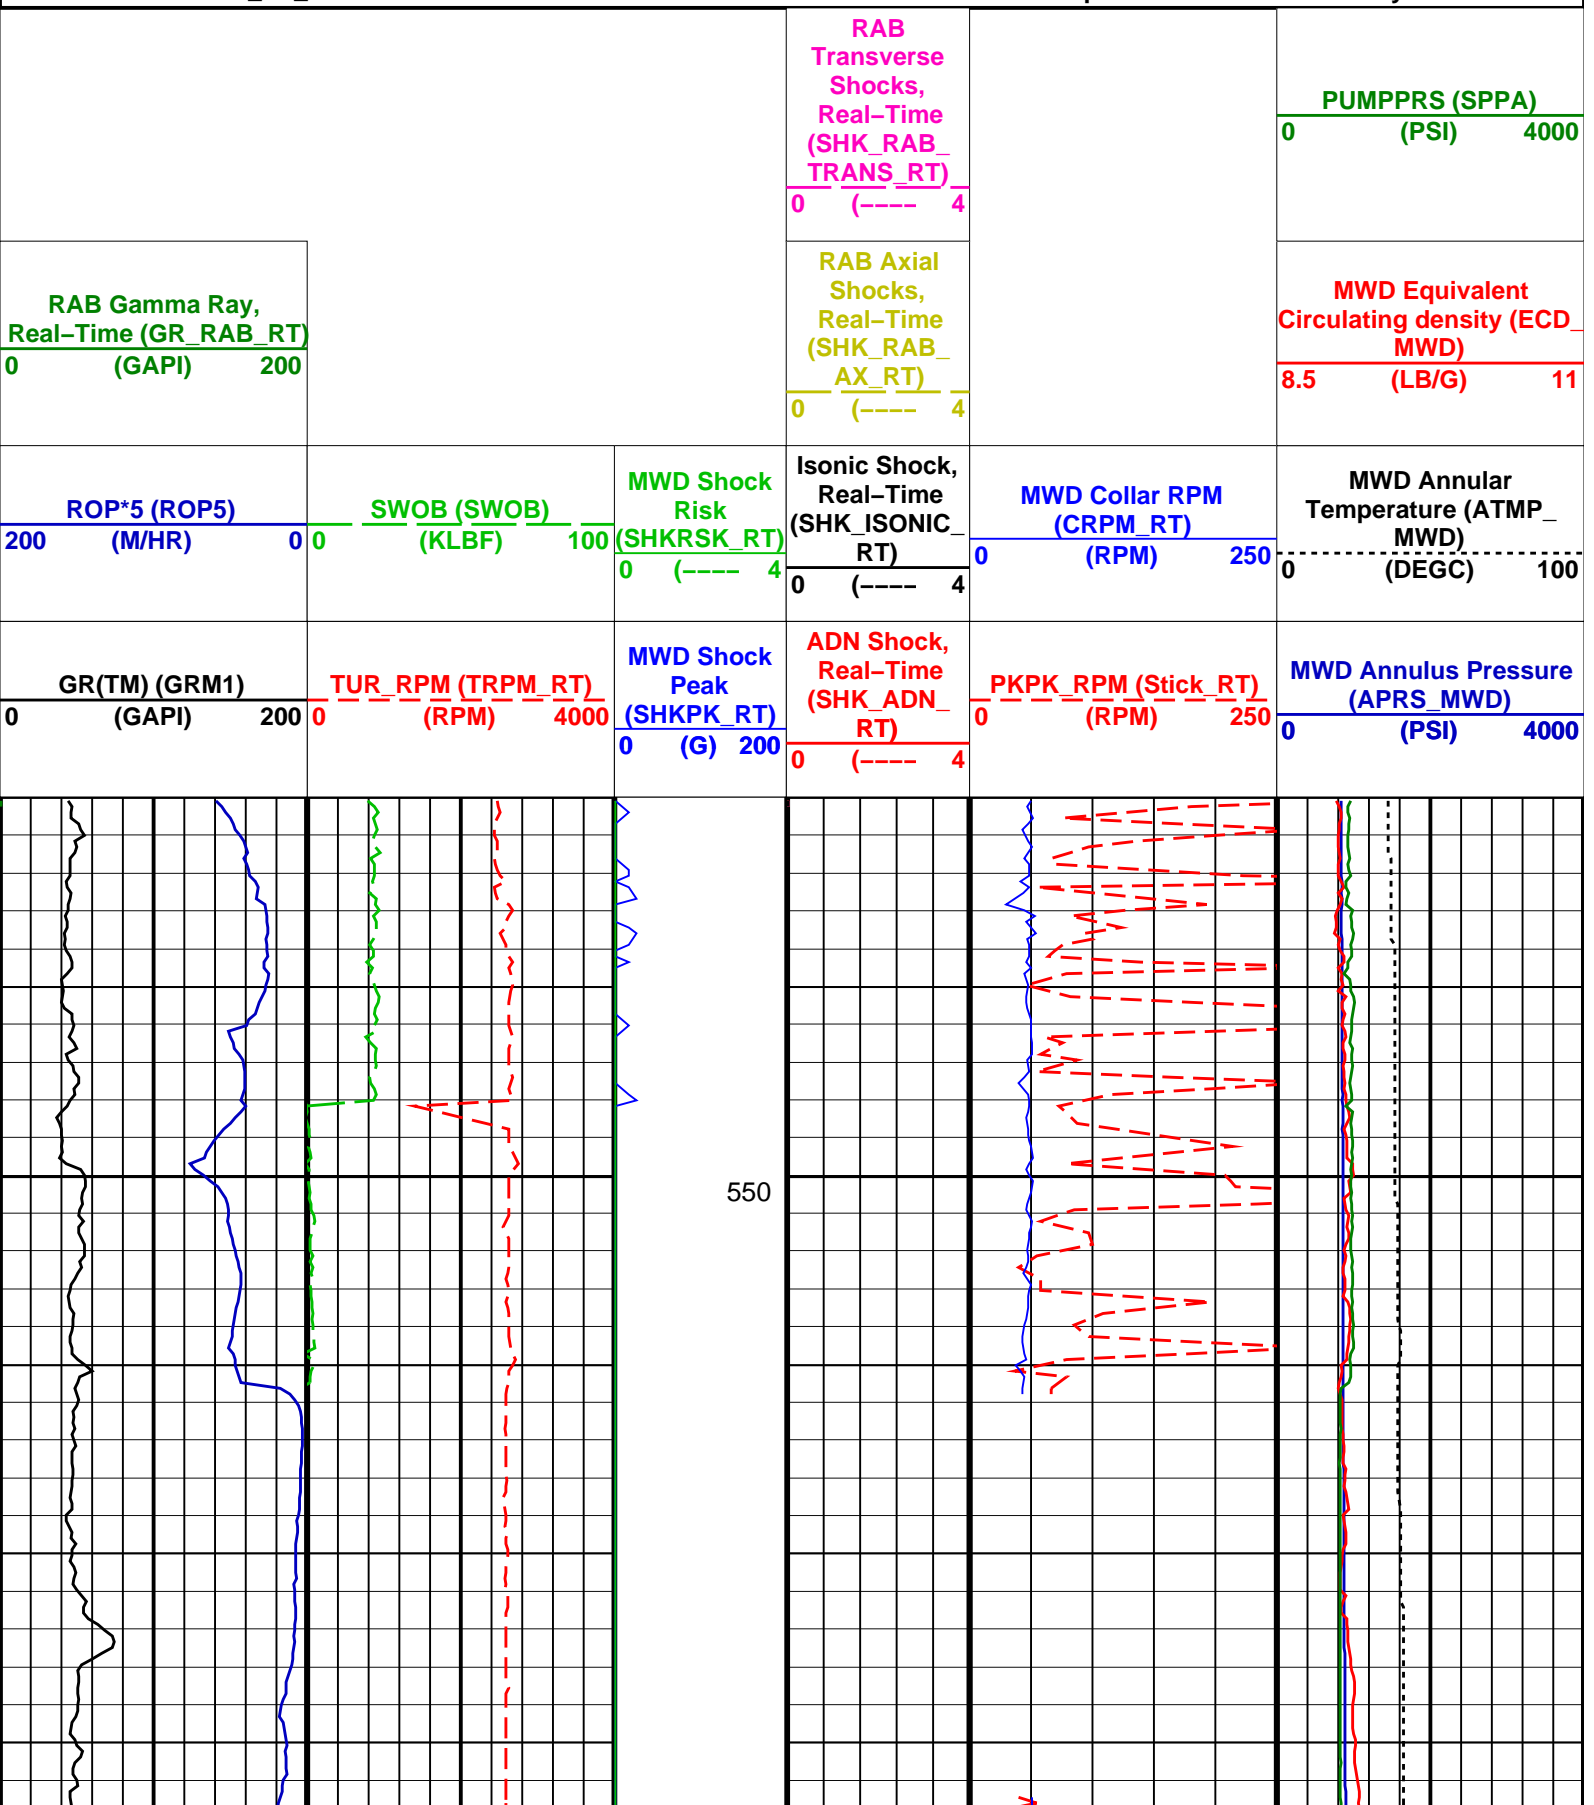 RAB
Transverse
Shocks,
Real–Time
(SHK_RAB_
TRANS_RT)
0 (–––– 4
PUMPPRS (SPPA)
0 (PSI) 4000
RAB Gamma Ray,
Real–Time (GR_RAB_RT)
0 (GAPI) 200
RAB Axial
Shocks,
Real–Time
(SHK_RAB_
AX_RT)
0 (–––– 4
MWD Equivalent
Circulating density (ECD_
MWD)
8.5 (LB/G) 11
ROP*5 (ROP5)
200 (M/HR) 0
SWOB (SWOB)
0 (KLBF) 100
MWD Shock
Risk
(SHKRSK_RT)
0 (–––– 4
Isonic Shock,
Real–Time
(SHK_ISONIC_
RT)
0 (–––– 4
MWD Collar RPM
(CRPM_RT)
0 (RPM) 250
MWD Annular
Temperature (ATMP_
MWD)
0 (DEGC) 100
GR(TM) (GRM1)
0 (GAPI) 200
TUR_RPM (TRPM_RT)
0 (RPM) 4000
MWD Shock
Peak
(SHKPK_RT)
0 (G) 200
ADN Shock,
Real–Time
(SHK_ADN_
RT)
0 (–––– 4
PKPK_RPM (Stick_RT)
0 (RPM) 250
MWD Annulus Pressure
(APRS_MWD)
0 (PSI) 4000
550